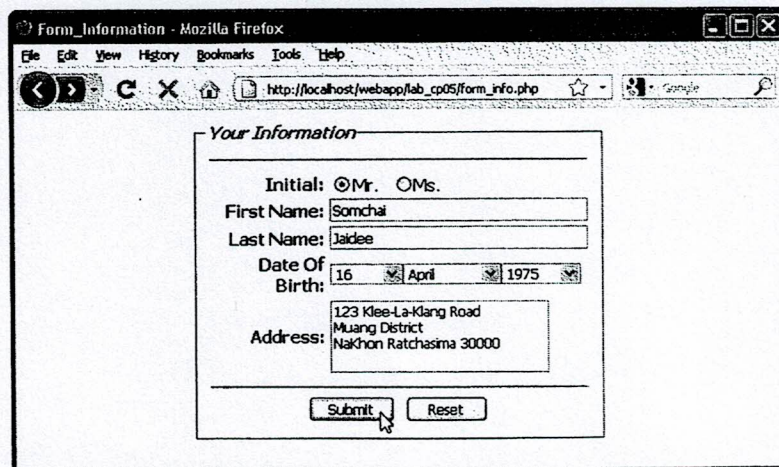 Form_Information - Mozilla Firefox
File Edit View History Bookmarks Tools Help
http://localhost/webapp/lab_cp05/form_info.php Google
Your Information
Initial: Mr. Ms.
First Name: Somchai
Last Name: Jaidee
Date Of Birth: 16 April 1975
Address: 123 Klee-La-Klang Road
Muang District
NaKhon Ratchasima 30000
Submit Reset